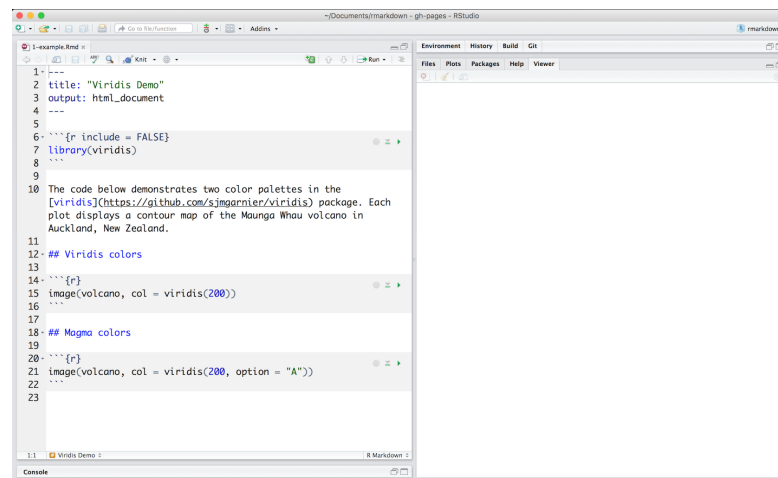 ~/Documents/rmarkdown - gh-pages - RStudio
Go to file/function
Addins
rmarkdown
1-example.Rmd
Knit
Run
1 ---
2 title: "Viridis Demo"
3 output: html_document
4 ---
5
6 ```{r include = FALSE}
7 library(viridis)
8 ```
9
10 The code below demonstrates two color palettes in the
[viridis](https://github.com/sjmgarnier/viridis) package. Each
plot displays a contour map of the Maunga Whau volcano in
Auckland, New Zealand.
11
12 ## Viridis colors
13
14 ```{r}
15 image(volcano, col = viridis(200))
16 ```
17
18 ## Magma colors
19
20 ```{r}
21 image(volcano, col = viridis(200, option = "A"))
22 ```
23
1:1 Viridis Demo R Markdown
Console
Environment History Build Git
Files Plots Packages Help Viewer